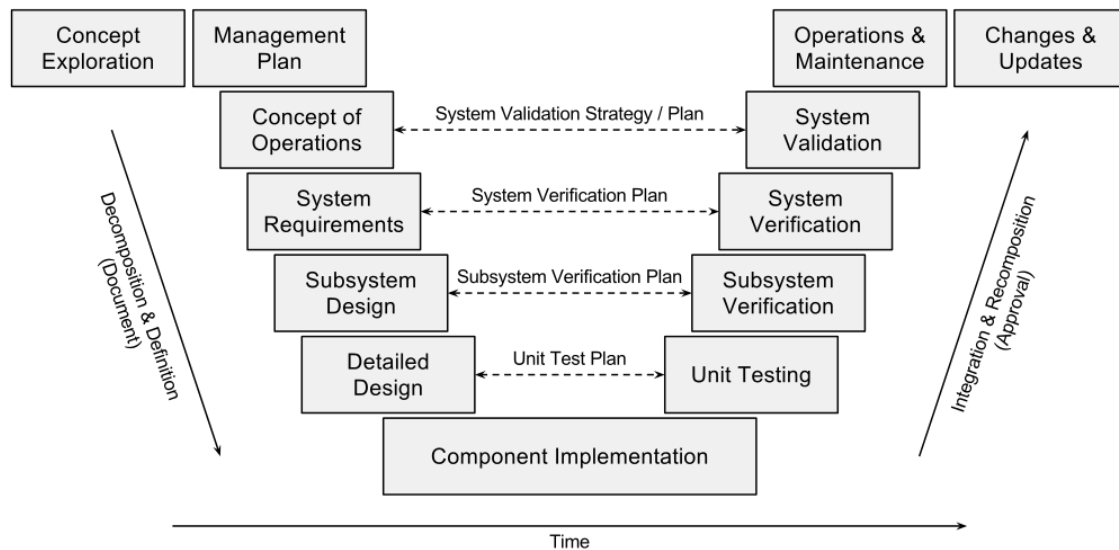 Concept
Exploration
Management
Plan
Operations &
Maintenance
Changes &
Updates
Concept of
Operations
System Validation Strategy / Plan
System
Validation
System
Requirements
System Verification Plan
System
Verification
Subsystem
Design
Subsystem Verification Plan
Subsystem
Verification
Detailed
Design
Unit Test Plan
Unit Testing
Component Implementation
Decomposition & Definition
(Document)
Integration & Recomposition
(Approval)
Time